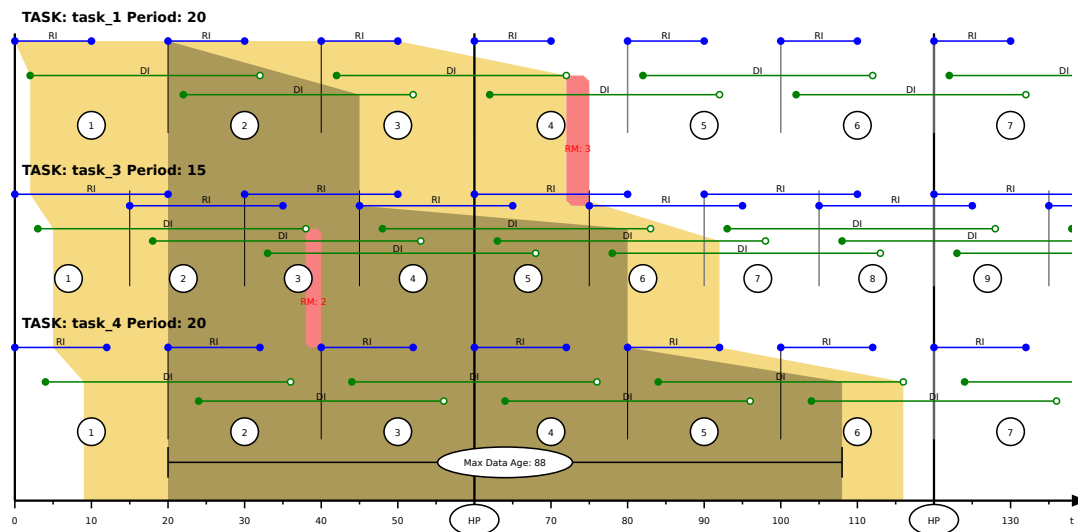 TASK: task_1 Period: 20
RI RI RI RI RI RI RI
DI DI DI DI
DI DI DI
1 2 3 4 5 6 7
RM: 3
TASK: task_3 Period: 15
RI RI RI RI RI
RI RI RI RI
DI DI DI
DI DI DI
DI DI DI
1 2 3 4 5 6 7 8 9
RM: 2
TASK: task_4 Period: 20
RI RI RI RI RI RI RI
DI DI DI
DI DI DI
1 2 3 4 5 6 7
Max Data Age: 88
0 10 20 30 40 50 HP 70 80 90 100 110 HP 130 t